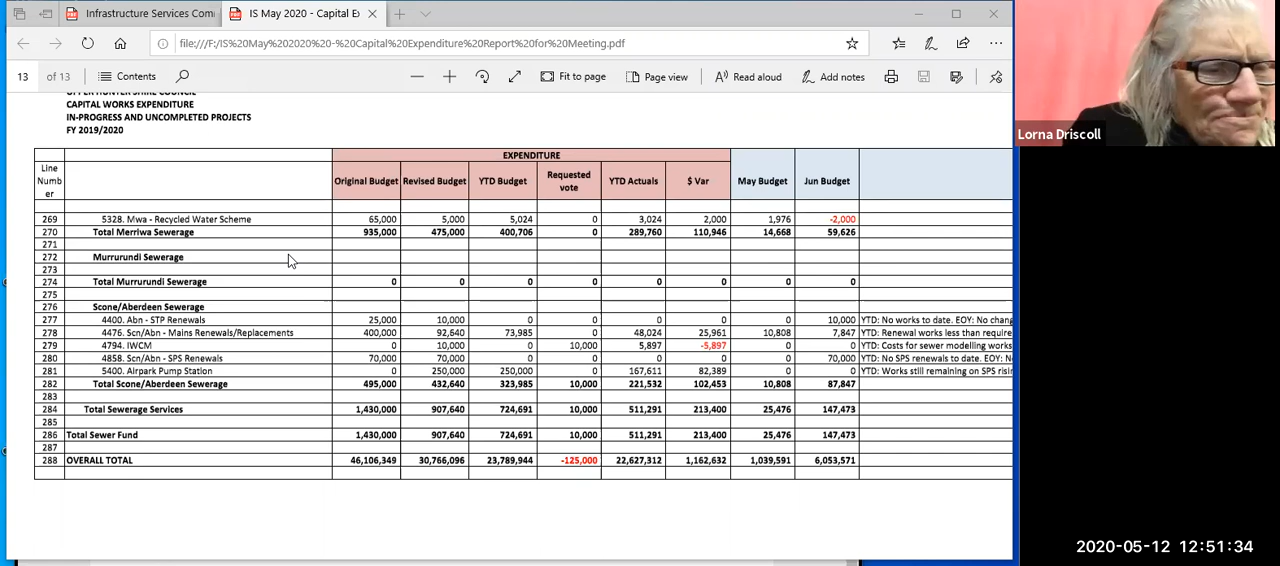 Infrastructure Services Com
IS May 2020 - Capital E
file:///F:/IS%20May%202020%20-%20Capital%20Expenditure%20Report%20for%20Meeting.pdf
13 of 13 Contents Fit to page Page view Read aloud Add notes
UPPER HUNTER SHIRE COUNCIL
CAPITAL WORKS EXPENDITURE
IN-PROGRESS AND UNCOMPLETED PROJECTS
FY 2019/2020
EXPENDITURE
Line Numb er Original Budget Revised Budget YTD Budget Requested vote YTD Actuals $ Var May Budget Jun Budget
269 5328. Mwa - Recycled Water Scheme 65,000 5,000 5,024 0 3,024 2,000 1,976 -2,000
270 Total Merriwa Sewerage 935,000 475,000 400,706 0 289,760 110,946 14,668 59,626
271
272 Murrurundi Sewerage
273
274 Total Murrurundi Sewerage 0 0 0 0 0 0 0 0
275
276 Scone/Aberdeen Sewerage
277 4400. Abn - STP Renewals 25,000 10,000 0 0 0 0 0 10,000 YTD: No works to date. EOY: No chang
278 4476. Scn/Abn - Mains Renewals/Replacements 400,000 92,640 73,985 48,024 25,961 10,808 7,847 YTD: Renewal works less than require
279 4794. IWCM 0 10,000 0 10,000 5,897 -5,897 0 0 YTD: Costs for sewer modelling works
280 4858. Scn/Abn - SPS Renewals 70,000 70,000 0 0 0 0 0 70,000 YTD: No SPS renewals to date. EOY: N
281 5400. Airpark Pump Station 0 250,000 250,000 167,611 82,389 0 0 YTD: Works still remaining on SPS risi
282 Total Scone/Aberdeen Sewerage 495,000 432,640 323,985 10,000 221,532 102,453 10,808 87,847
283
284 Total Sewerage Services 1,430,000 907,640 724,691 10,000 511,291 213,400 25,476 147,473
285
286 Total Sewer Fund 1,430,000 907,640 724,691 10,000 511,291 213,400 25,476 147,473
287
288 OVERALL TOTAL 46,106,349 30,766,096 23,789,944 -125,000 22,627,312 1,162,632 1,039,591 6,053,571
Lorna Driscoll
2020-05-12 12:51:34